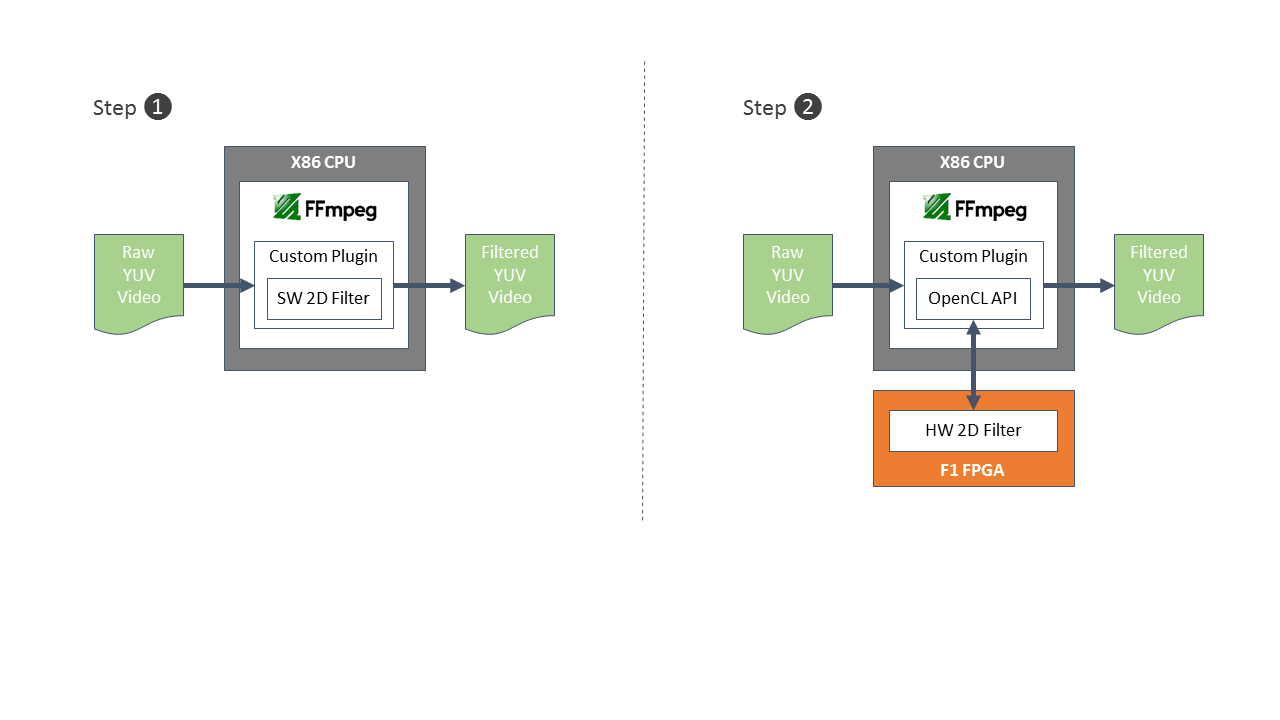 Step 1
X86 CPU
FFmpeg
Raw
YUV
Video
Custom Plugin
SW 2D Filter
Filtered
YUV
Video
Step 2
X86 CPU
FFmpeg
Raw
YUV
Video
Custom Plugin
OpenCL API
Filtered
YUV
Video
HW 2D Filter
F1 FPGA